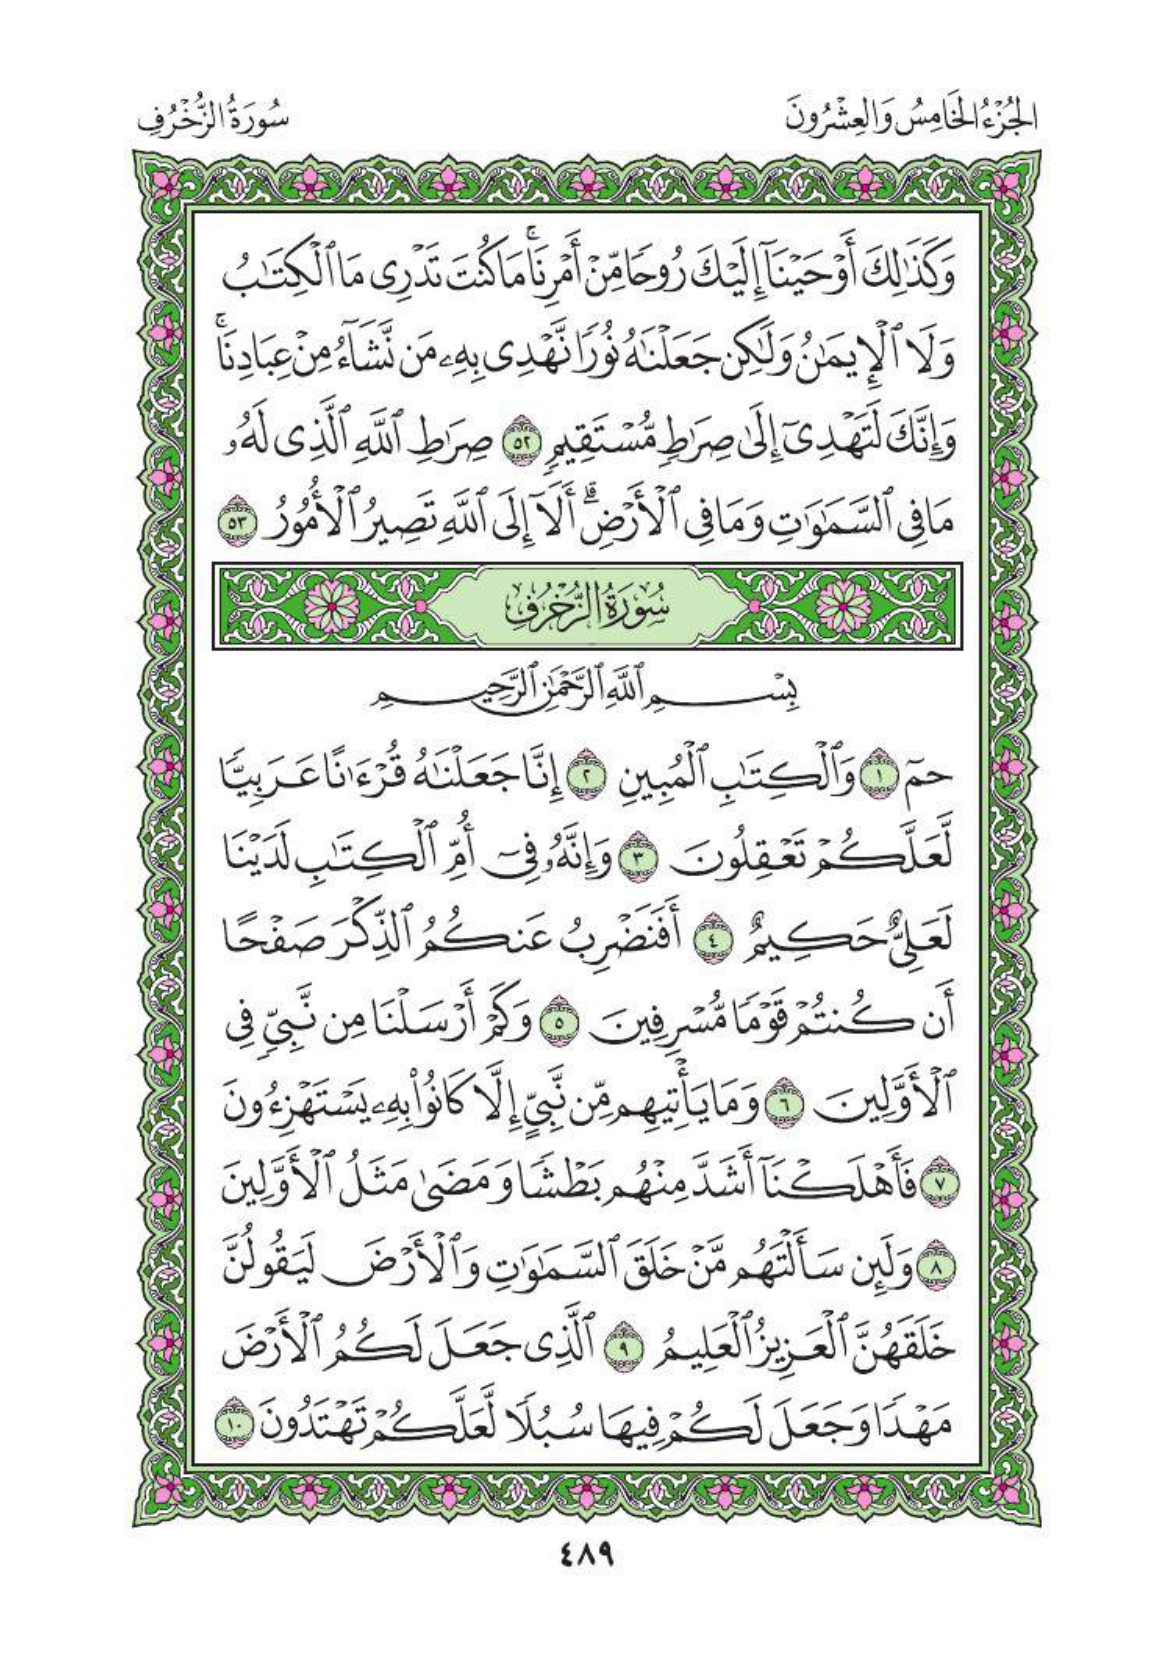 الجُزْءُ الخَامِسُ وَالعِشْرُونَ
سُورَةُ الزُّخْرُفِ
وَكَذَٰلِكَ أَوْحَيْنَآ إِلَيْكَ رُوحًا مِّنْ أَمْرِنَا ۚ مَا كُنتَ تَدْرِى مَا ٱلْكِتَٰبُ
وَلَا ٱلْإِيمَٰنُ وَلَٰكِن جَعَلْنَٰهُ نُورًا نَّهْدِى بِهِۦ مَن نَّشَآءُ مِنْ عِبَادِنَا ۚ
وَإِنَّكَ لَتَهْدِىٓ إِلَىٰ صِرَٰطٍ مُّسْتَقِيمٍ ٥٢ صِرَٰطِ ٱللَّهِ ٱلَّذِى لَهُۥ
مَا فِى ٱلسَّمَٰوَٰتِ وَمَا فِى ٱلْأَرْضِ ۗ أَلَآ إِلَى ٱللَّهِ تَصِيرُ ٱلْأُمُورُ ٥٣
سُورَةُ الزُّخْرُفِ
بِسْمِ ٱللَّهِ ٱلرَّحْمَٰنِ ٱلرَّحِيمِ
حمٓ ١ وَٱلْكِتَٰبِ ٱلْمُبِينِ ٢ إِنَّا جَعَلْنَٰهُ قُرْءَٰنًا عَرَبِيًّا
لَّعَلَّكُمْ تَعْقِلُونَ ٣ وَإِنَّهُۥ فِىٓ أُمِّ ٱلْكِتَٰبِ لَدَيْنَا
لَعَلِىٌّ حَكِيمٌ ٤ أَفَنَضْرِبُ عَنكُمُ ٱلذِّكْرَ صَفْحًا
أَن كُنتُمْ قَوْمًا مُّسْرِفِينَ ٥ وَكَمْ أَرْسَلْنَا مِن نَّبِىٍّ فِى
ٱلْأَوَّلِينَ ٦ وَمَا يَأْتِيهِم مِّن نَّبِىٍّ إِلَّا كَانُوا۟ بِهِۦ يَسْتَهْزِءُونَ
٧ فَأَهْلَكْنَآ أَشَدَّ مِنْهُم بَطْشًا وَمَضَىٰ مَثَلُ ٱلْأَوَّلِينَ
٨ وَلَئِن سَأَلْتَهُم مَّنْ خَلَقَ ٱلسَّمَٰوَٰتِ وَٱلْأَرْضَ لَيَقُولُنَّ
خَلَقَهُنَّ ٱلْعَزِيزُ ٱلْعَلِيمُ ٩ ٱلَّذِى جَعَلَ لَكُمُ ٱلْأَرْضَ
مَهْدًا وَجَعَلَ لَكُمْ فِيهَا سُبُلًا لَّعَلَّكُمْ تَهْتَدُونَ ١٠
٤٨٩